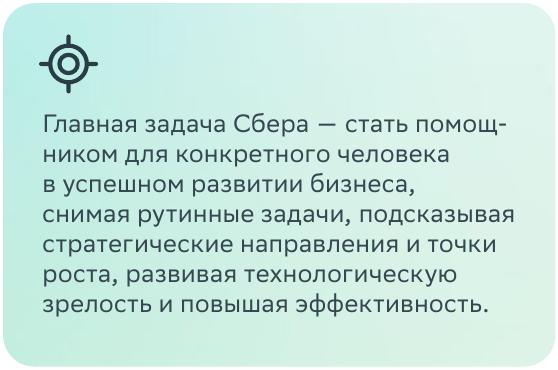 Главная задача Сбера — стать помощ-
ником для конкретного человека
в успешном развитии бизнеса,
снимая рутинные задачи, подсказывая
стратегические направления и точки
роста, развивая технологическую
зрелость и повышая эффективность.